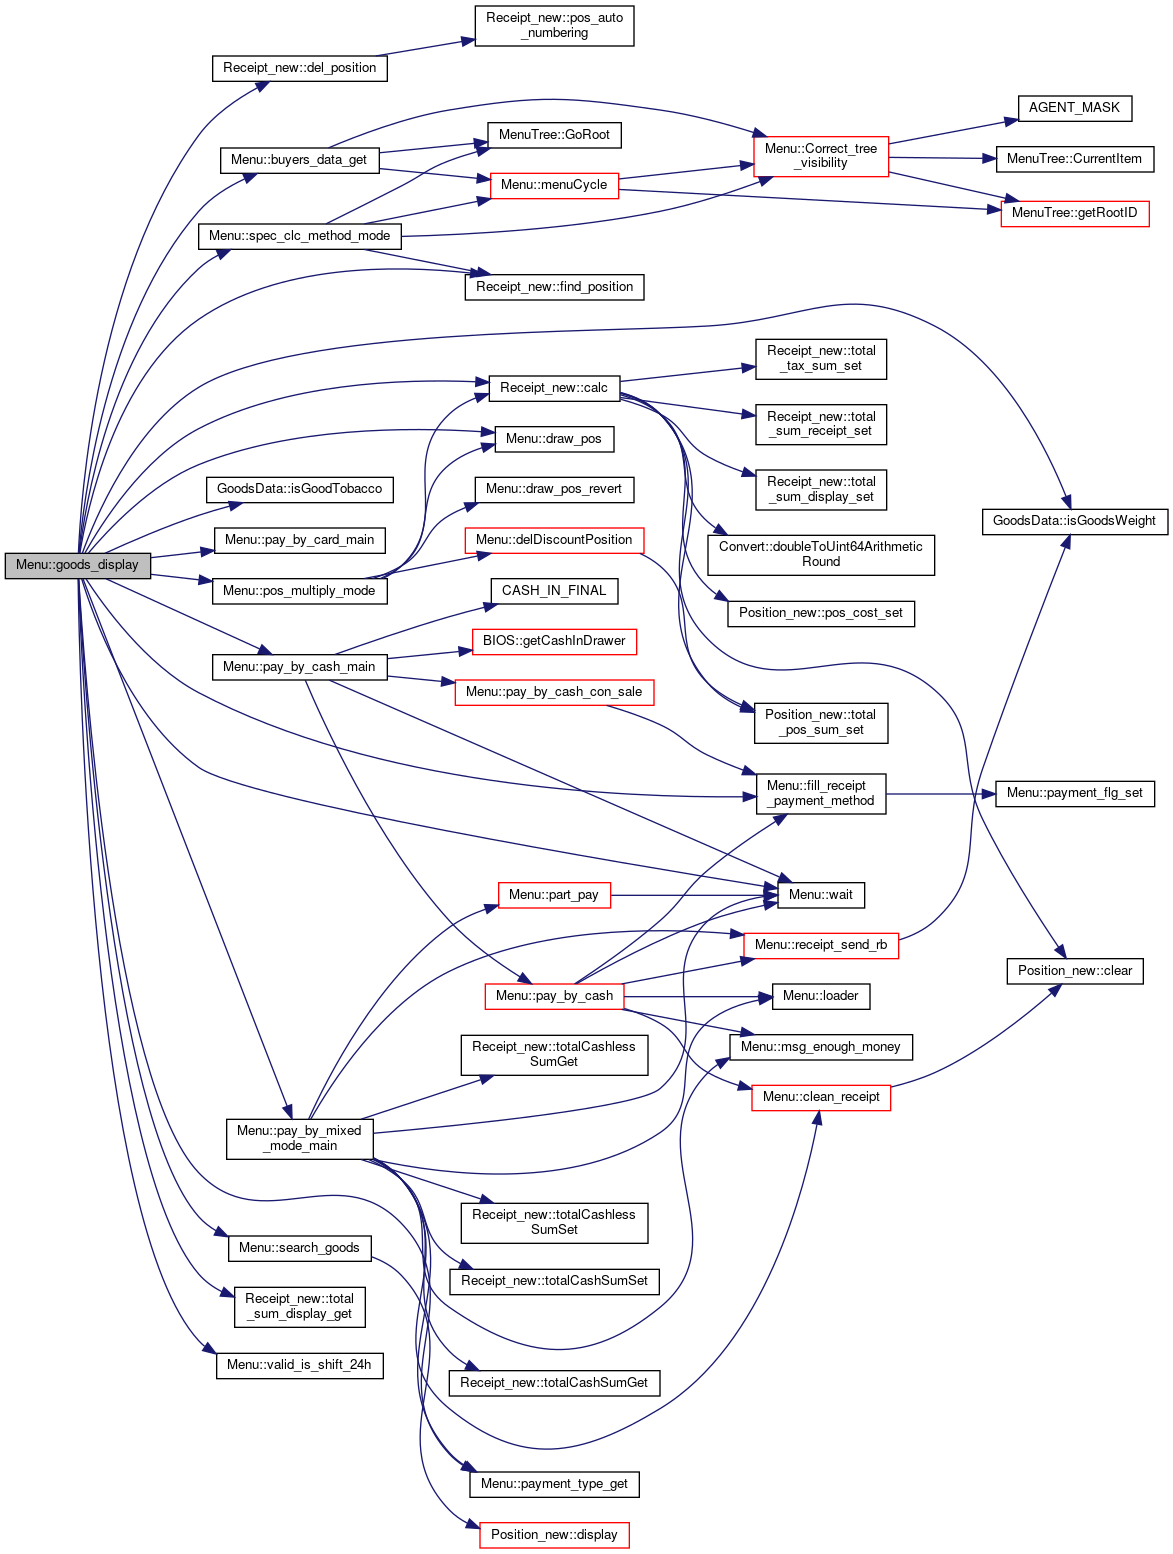 Receipt_new::pos_auto
_numbering
Receipt_new::del_position
AGENT_MASK
MenuTree::GoRoot
Menu::Correct_tree
_visibility
Menu::buyers_data_get
MenuTree::CurrentItem
Menu::menuCycle
MenuTree::getRootID
Menu::spec_clc_method_mode
Receipt_new::find_position
Receipt_new::total
_tax_sum_set
Receipt_new::calc
Receipt_new::total
_sum_receipt_set
Menu::draw_pos
Receipt_new::total
_sum_display_set
GoodsData::isGoodTobacco
Menu::draw_pos_revert
GoodsData::isGoodsWeight
Menu::pay_by_card_main
Menu::delDiscountPosition
Convert::doubleToUint64Arithmetic
Round
Menu::goods_display
Menu::pos_multiply_mode
CASH_IN_FINAL
Position_new::pos_cost_set
BIOS::getCashInDrawer
Menu::pay_by_cash_main
Menu::pay_by_cash_con_sale
Position_new::total
_pos_sum_set
Menu::fill_receipt
_payment_method
Menu::payment_flg_set
Menu::part_pay
Menu::wait
Menu::receipt_send_rb
Position_new::clear
Menu::pay_by_cash
Menu::loader
Receipt_new::totalCashless
SumGet
Menu::msg_enough_money
Menu::clean_receipt
Menu::pay_by_mixed
_mode_main
Receipt_new::totalCashless
SumSet
Menu::search_goods
Receipt_new::totalCashSumSet
Receipt_new::total
_sum_display_get
Menu::valid_is_shift_24h
Receipt_new::totalCashSumGet
Menu::payment_type_get
Position_new::display